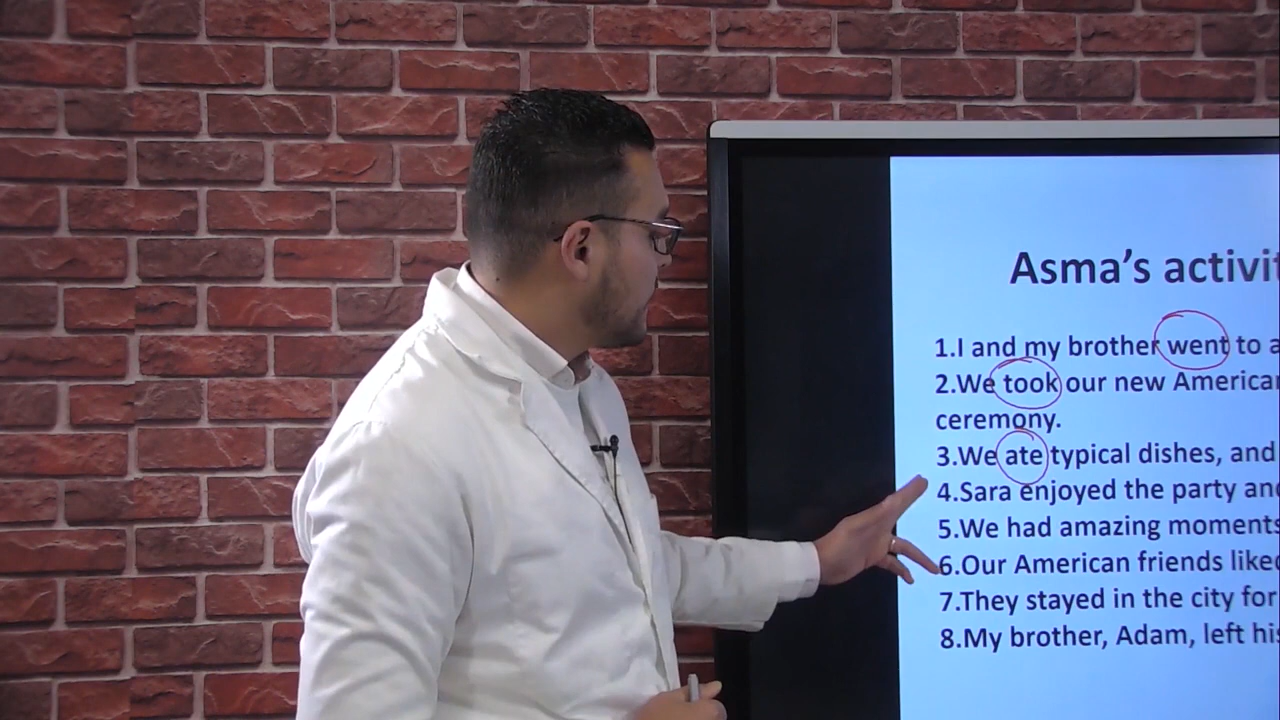 Asma's activit
1.I and my brother went to a
2.We took our new American
ceremony.
3.We ate typical dishes, and
4.Sara enjoyed the party and
5.We had amazing moments
6.Our American friends liked
7.They stayed in the city for
8.My brother, Adam, left his